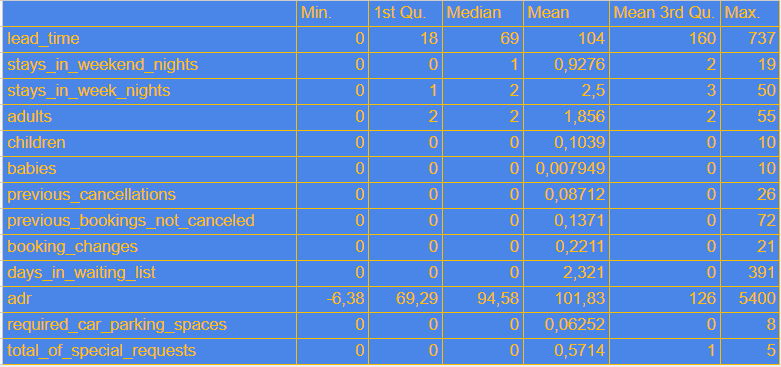 Min. 1st Qu. Median Mean Mean 3rd Qu. Max.
lead_time 0 18 69 104 160 737
stays_in_weekend_nights 0 0 1 0,9276 2 19
stays_in_week_nights 0 1 2 2,5 3 50
adults 0 2 2 1,856 2 55
children 0 0 0 0,1039 0 10
babies 0 0 0 0,007949 0 10
previous_cancellations 0 0 0 0,08712 0 26
previous_bookings_not_canceled 0 0 0 0,1371 0 72
booking_changes 0 0 0 0,2211 0 21
days_in_waiting_list 0 0 0 2,321 0 391
adr -6,38 69,29 94,58 101,83 126 5400
required_car_parking_spaces 0 0 0 0,06252 0 8
total_of_special_requests 0 0 0 0,5714 1 5